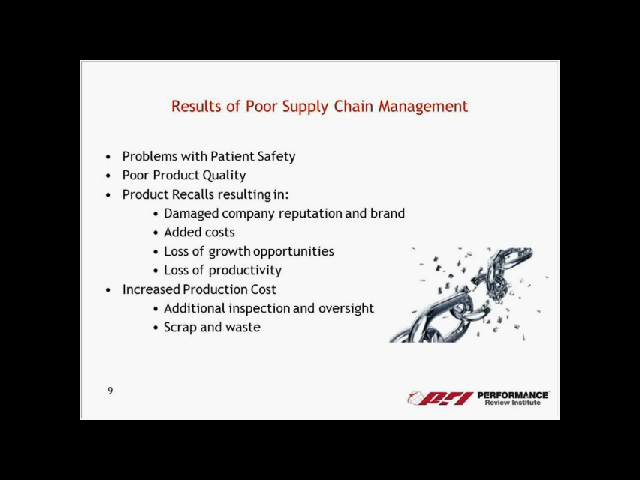 Results of Poor Supply Chain Management
• Problems with Patient Safety
• Poor Product Quality
• Product Recalls resulting in:
• Damaged company reputation and brand
• Added costs
• Loss of growth opportunities
• Loss of productivity
• Increased Production Cost
• Additional inspection and oversight
• Scrap and waste
9
PRI PERFORMANCE
Review Institute